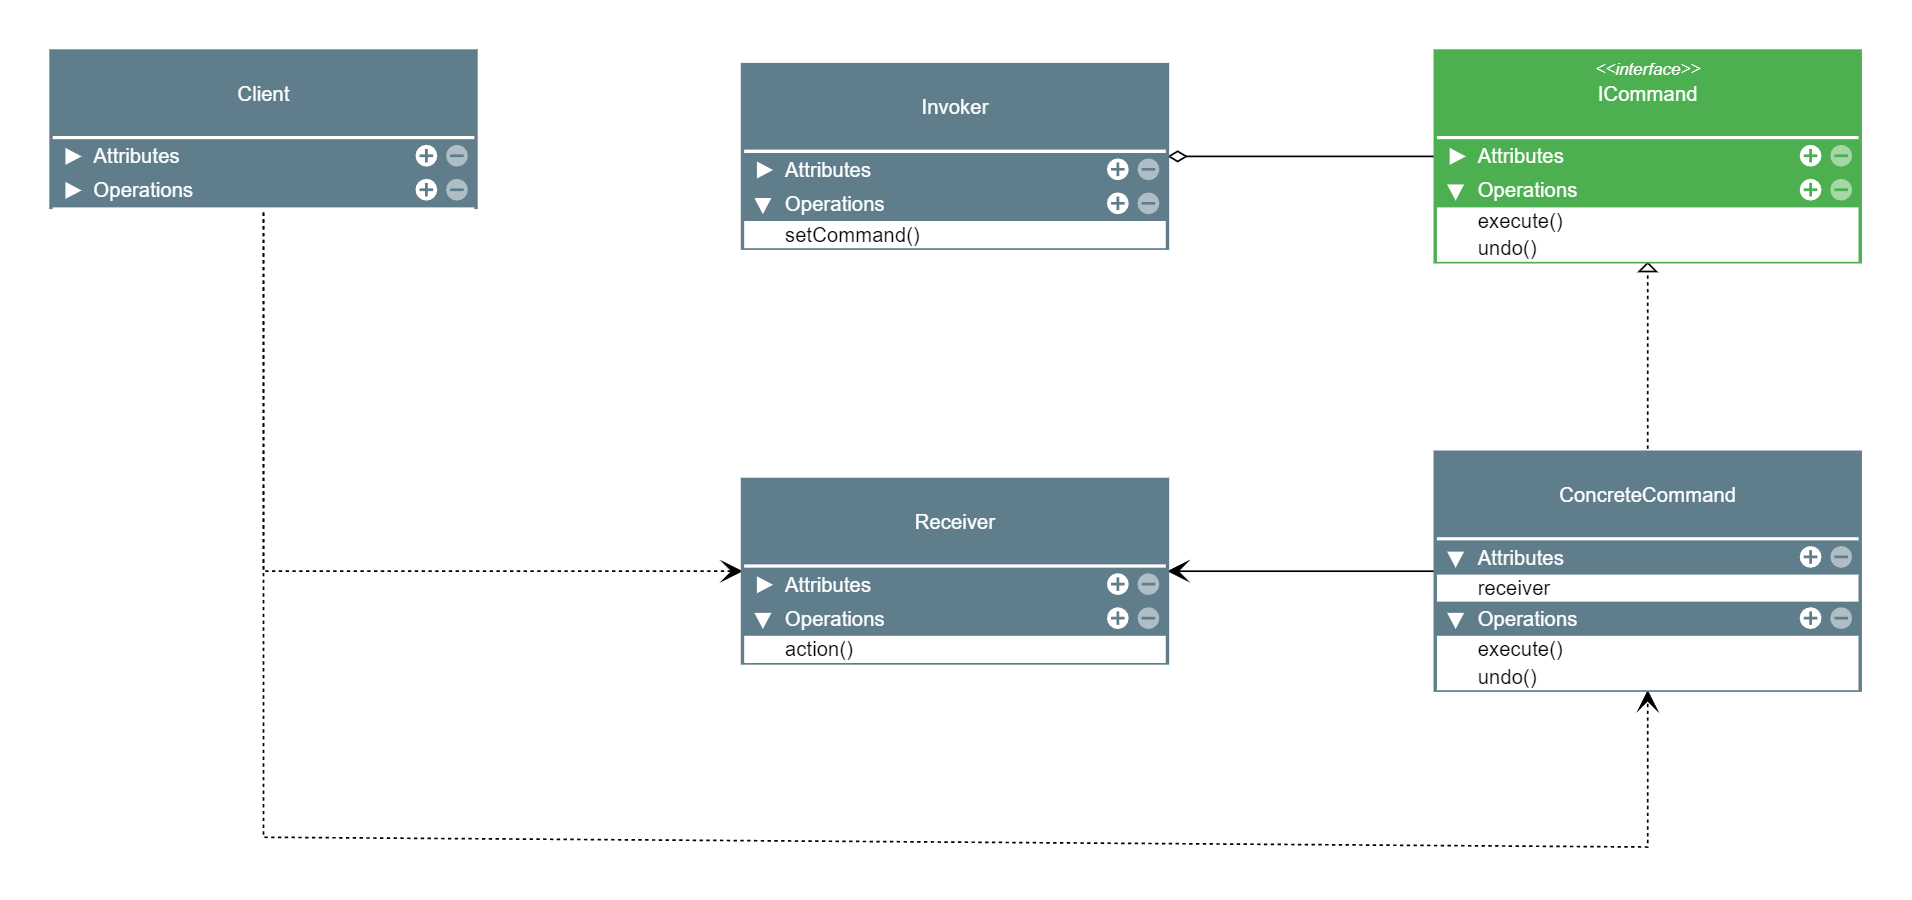 Client
Attributes
Operations
Invoker
Attributes
Operations
setCommand()
<<interface>>
ICommand
Attributes
Operations
execute()
undo()
Receiver
Attributes
Operations
action()
ConcreteCommand
Attributes
receiver
Operations
execute()
undo()